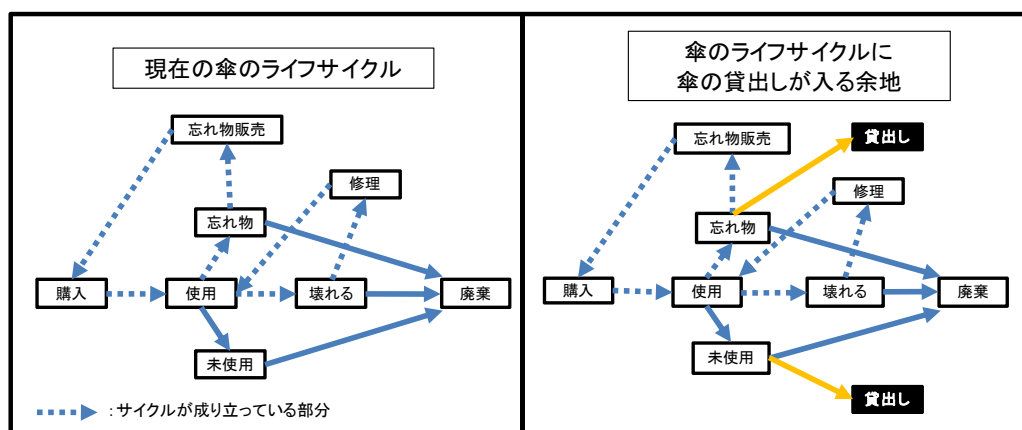 現在の傘のライフサイクル
忘れ物販売
修理
忘れ物
購入
使用
壊れる
廃棄
未使用
:サイクルが成り立っている部分
傘のライフサイクルに
傘の貸出しが入る余地
貸出し
忘れ物販売
修理
忘れ物
購入
使用
壊れる
廃棄
未使用
貸出し